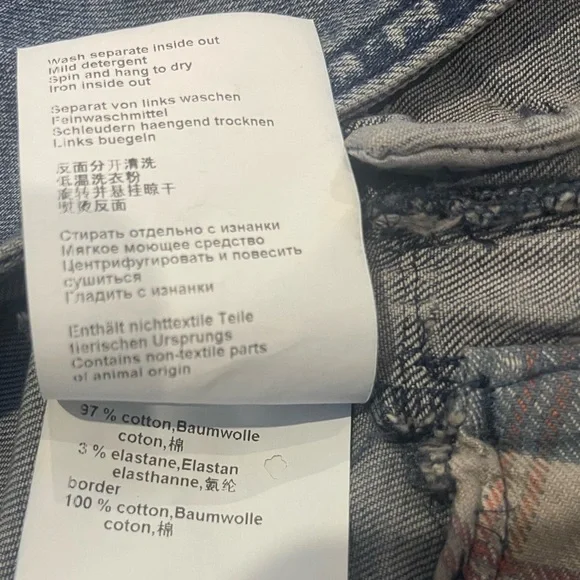 Wash separate inside out
Mild detergent
Spin and hang to dry
Iron inside out
Separat von links waschen
Feinwaschmittel
Schleudern haengend trocknen
Links buegeln
反面分开清洗
低温洗衣粉
旋转并悬挂晾干
熨烫反面
Стирать отдельно с изнанки
Мягкое моющее средство
Центрифугировать и повесить
сушиться
Гладить с изнанки
Enthält nichttextile Teile
tierischen Ursprungs
Contains non-textile parts
of animal origin
97 % cotton,Baumwolle
coton,棉
3 % elastane,Elastan
elasthanne,氨纶
border
100 % cotton,Baumwolle
coton,棉